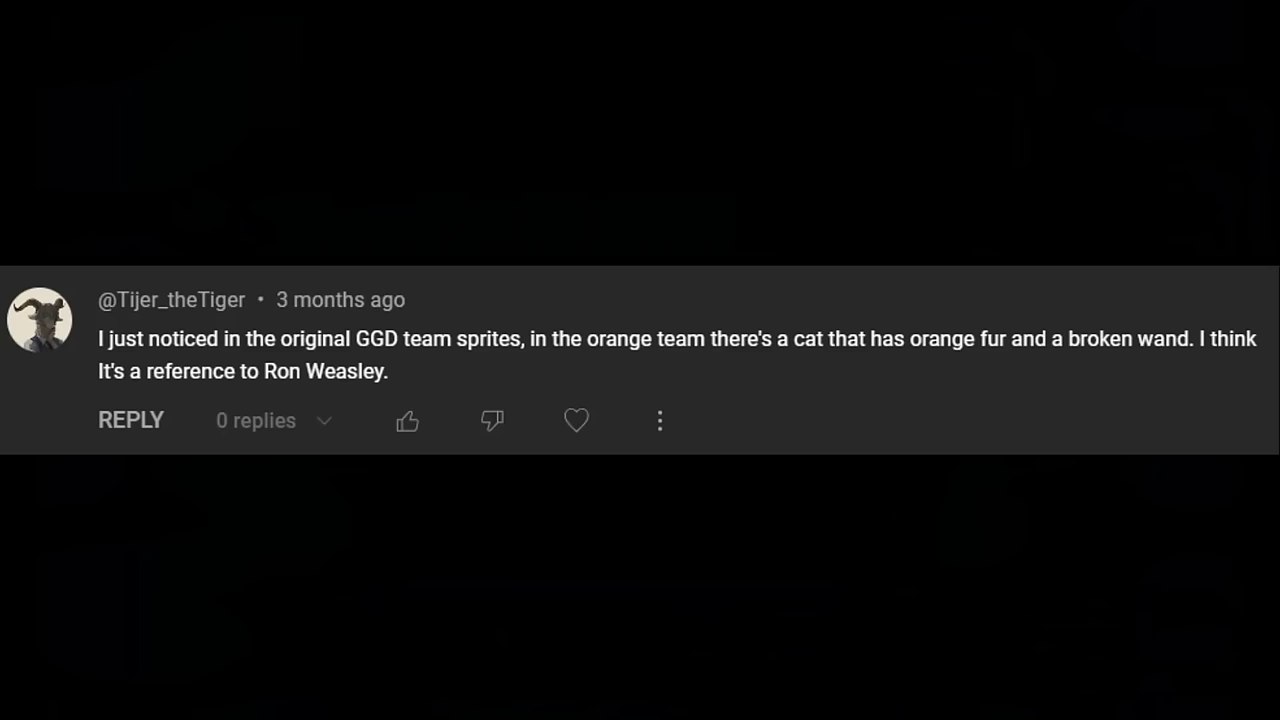 @Tijer_theTiger • 3 months ago
I just noticed in the original GGD team sprites, in the orange team there's a cat that has orange fur and a broken wand. I think
It's a reference to Ron Weasley.
REPLY 0 replies